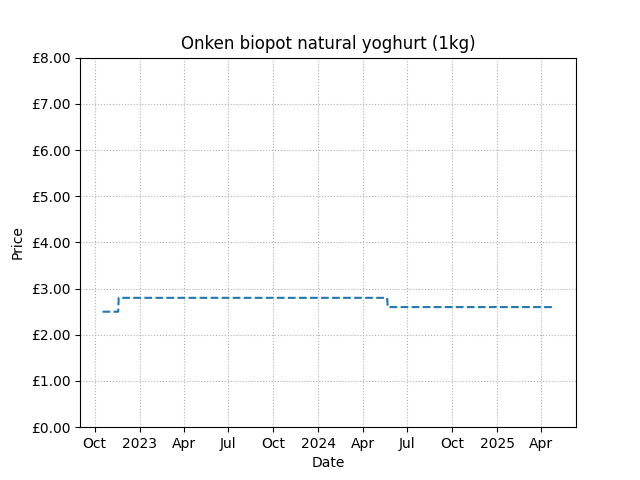 Onken biopot natural yoghurt (1kg)
£8.00
£7.00
£6.00
£5.00
£4.00
£3.00
£2.00
£1.00
£0.00
Price
Oct 2023 Apr Jul Oct 2024 Apr Jul Oct 2025 Apr
Date